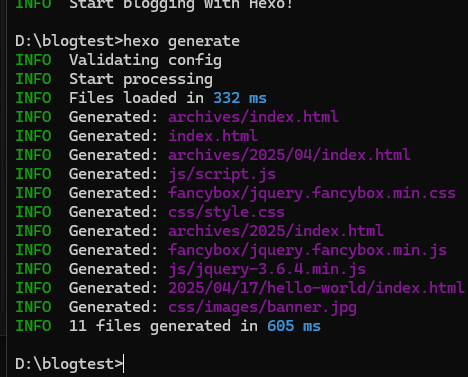 INFO  Start blogging with Hexo!
D:\blogtest>hexo generate
INFO  Validating config
INFO  Start processing
INFO  Files loaded in 332 ms
INFO  Generated: archives/index.html
INFO  Generated: index.html
INFO  Generated: archives/2025/04/index.html
INFO  Generated: js/script.js
INFO  Generated: fancybox/jquery.fancybox.min.css
INFO  Generated: css/style.css
INFO  Generated: archives/2025/index.html
INFO  Generated: fancybox/jquery.fancybox.min.js
INFO  Generated: js/jquery-3.6.4.min.js
INFO  Generated: 2025/04/17/hello-world/index.html
INFO  Generated: css/images/banner.jpg
INFO  11 files generated in 605 ms
D:\blogtest>